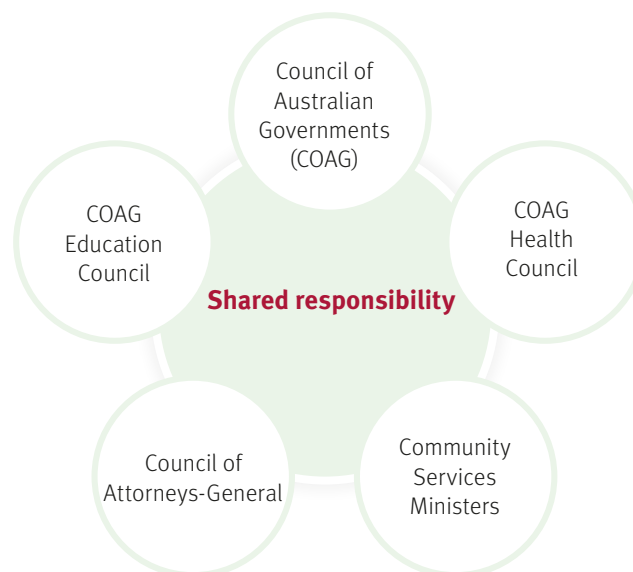 Council of
Australian
Governments
(COAG)
COAG
Education
Council
COAG
Health
Council
Shared responsibility
Council of
Attorneys-General
Community
Services
Ministers